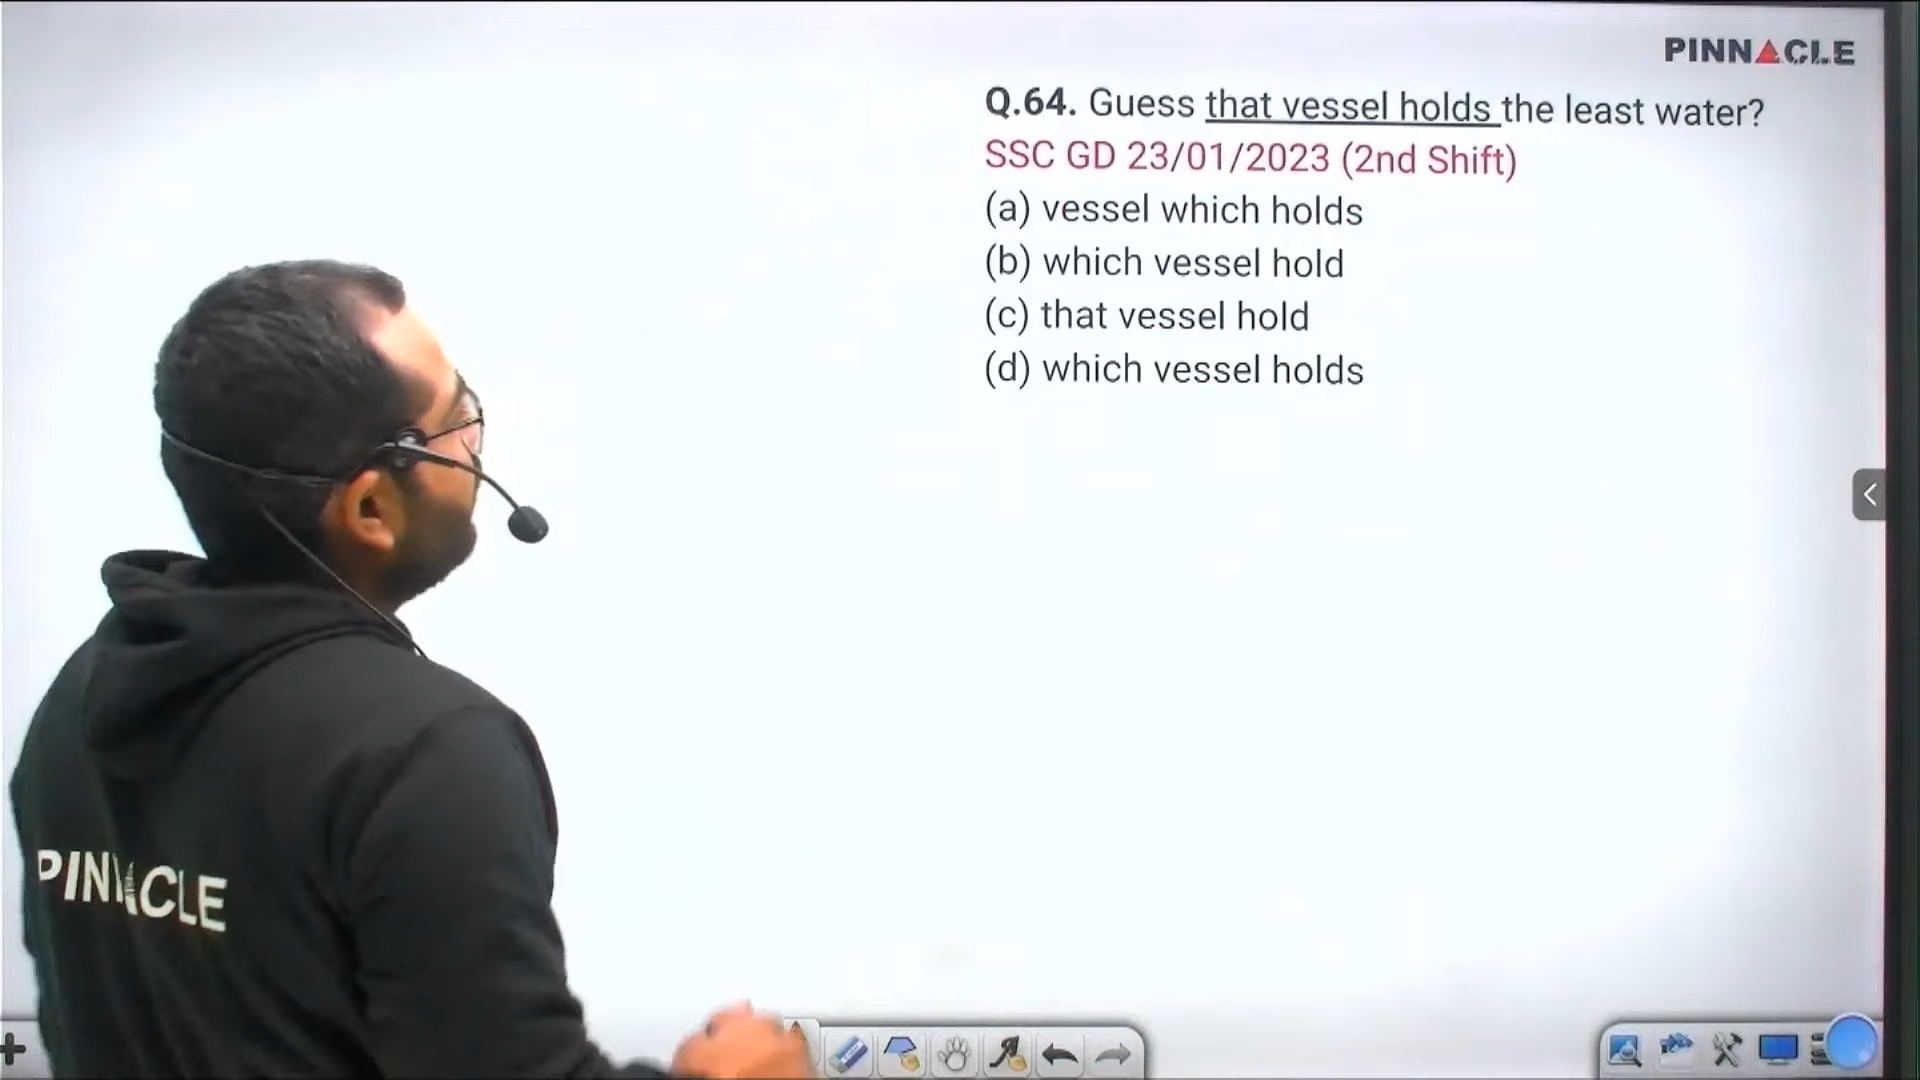 PINNACLE
Q.64. Guess that vessel holds the least water?
SSC GD 23/01/2023 (2nd Shift)
(a) vessel which holds
(b) which vessel hold
(c) that vessel hold
(d) which vessel holds
PINNACLE